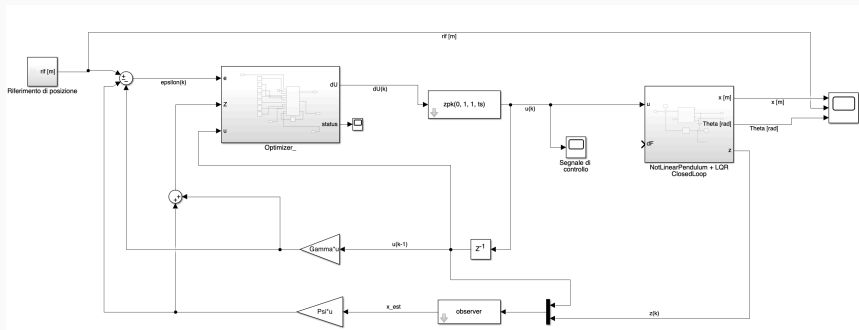 rif [m]
rif [m]
Riferimento di posizione
epsilon(k)
e
Z
u
dU
status
Optimizer_
dU(k)
zpk(0, 1, 1, ts)
u(k)
Segnale di
controllo
u
dF
x [m]
Theta [rad]
z
NotLinearPendulum + LQR
ClosedLoop
x [m]
Theta [rad]
Gamma*u
u(k-1)
Z-1
Psi*u
x_est
observer
z(k)